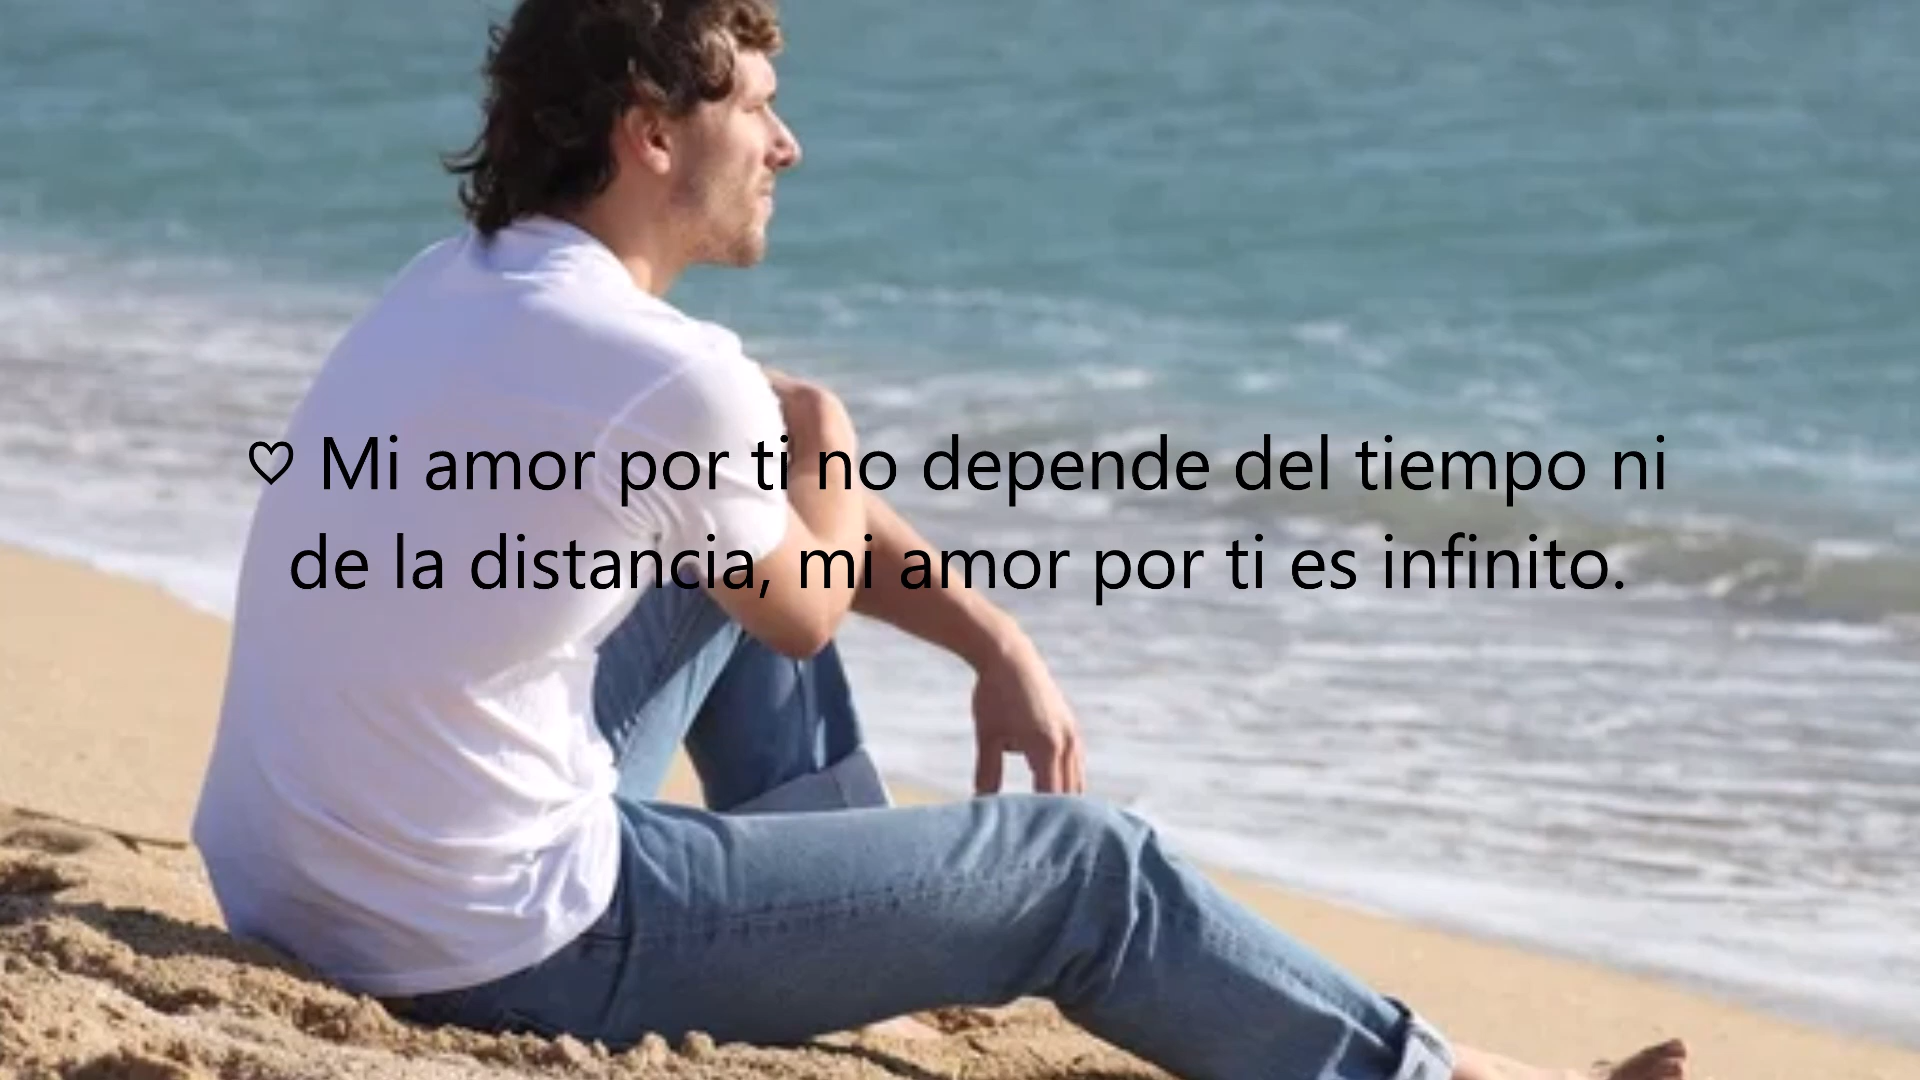 ♡ Mi amor por ti no depende del tiempo ni
de la distancia, mi amor por ti es infinito.